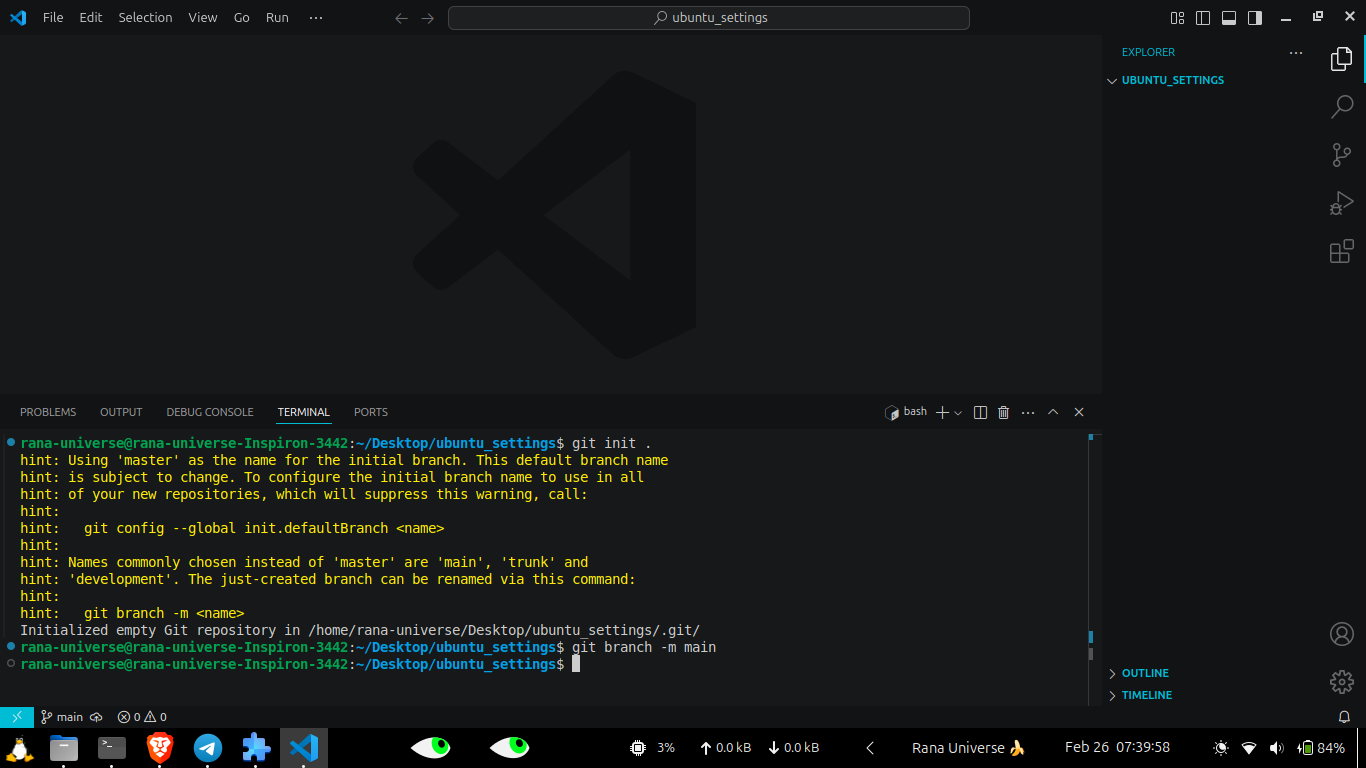 File Edit Selection View Go Run ···
ubuntu_settings
EXPLORER
UBUNTU_SETTINGS
PROBLEMS OUTPUT DEBUG CONSOLE TERMINAL PORTS
bash
rana-universe@rana-universe-Inspiron-3442:~/Desktop/ubuntu_settings$ git init .
hint: Using 'master' as the name for the initial branch. This default branch name
hint: is subject to change. To configure the initial branch name to use in all
hint: of your new repositories, which will suppress this warning, call:
hint:
hint:   git config --global init.defaultBranch <name>
hint:
hint: Names commonly chosen instead of 'master' are 'main', 'trunk' and
hint: 'development'. The just-created branch can be renamed via this command:
hint:
hint:   git branch -m <name>
Initialized empty Git repository in /home/rana-universe/Desktop/ubuntu_settings/.git/
rana-universe@rana-universe-Inspiron-3442:~/Desktop/ubuntu_settings$ git branch -m main
rana-universe@rana-universe-Inspiron-3442:~/Desktop/ubuntu_settings$
OUTLINE
TIMELINE
main 0 0
3% 0.0 kB 0.0 kB Rana Universe 🍌 Feb 26 07:39:58 84%